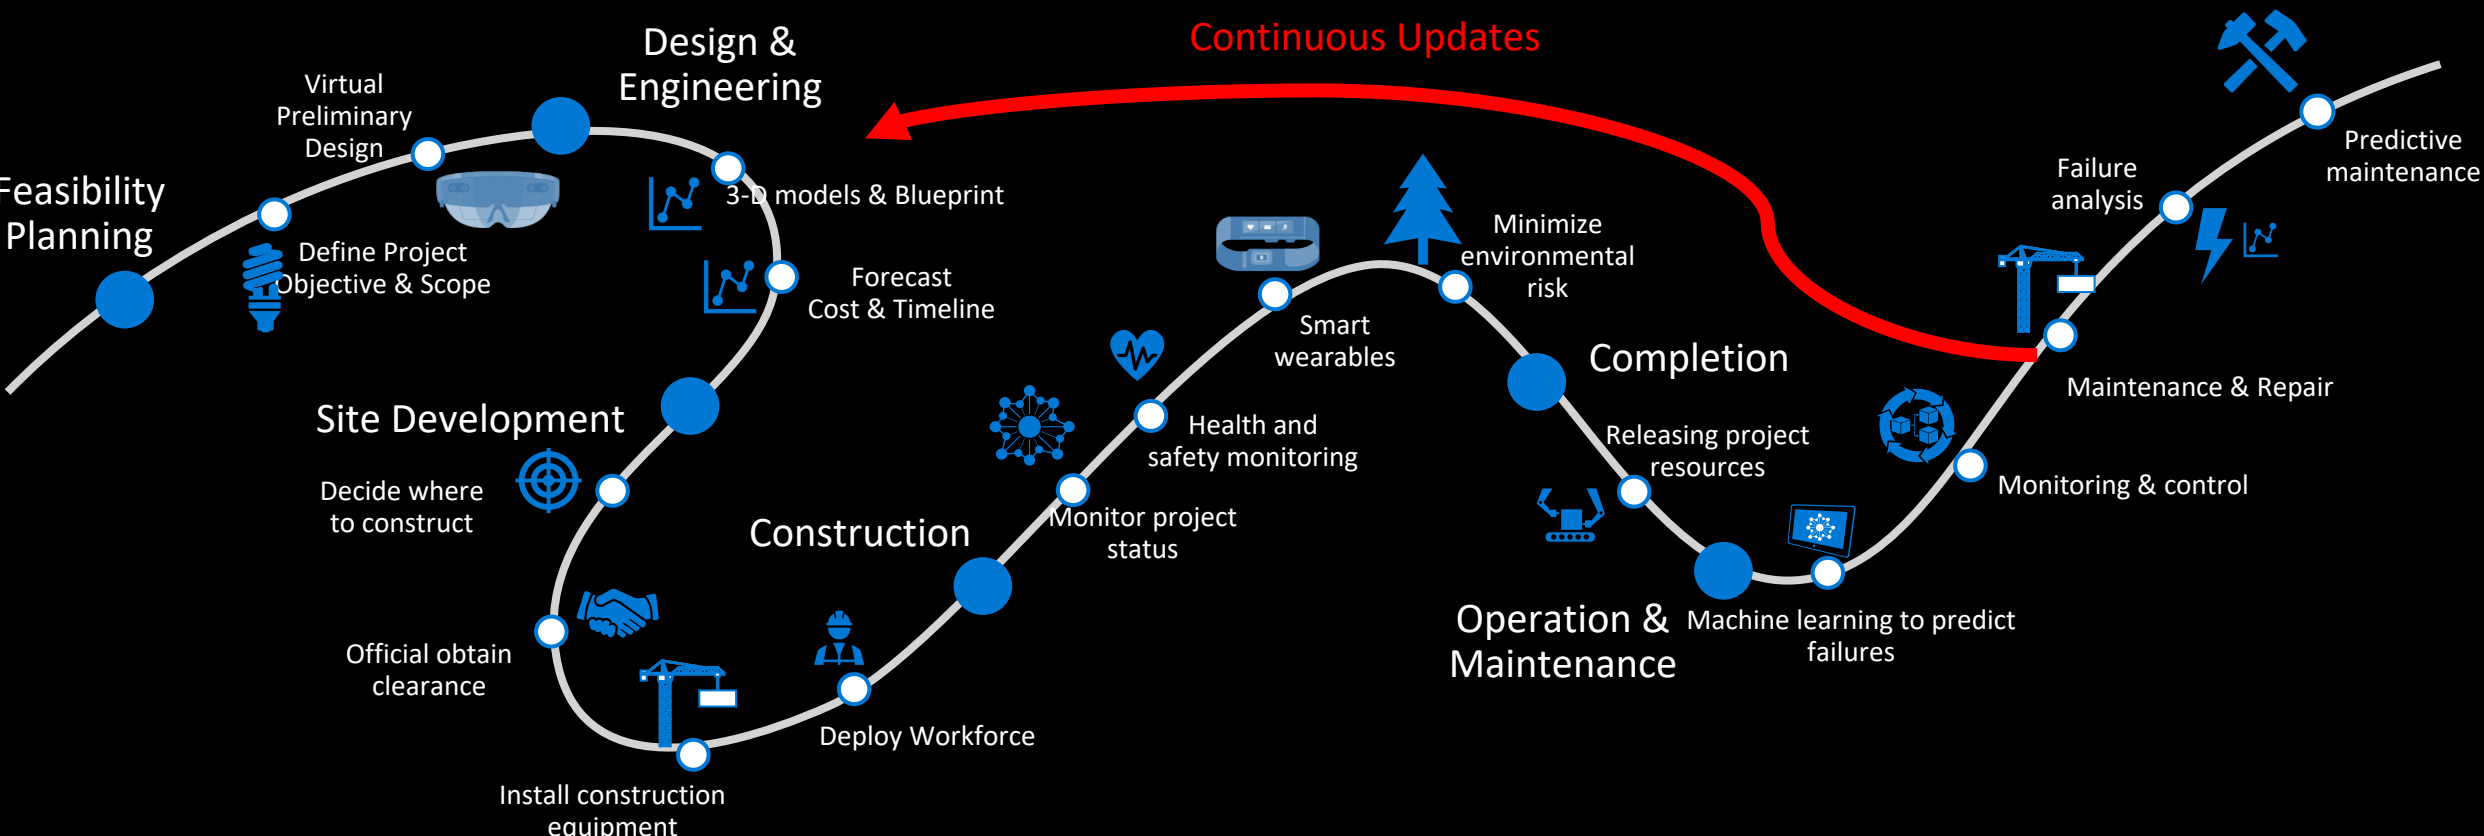 Feasibility
Planning
Define Project
Objective & Scope
Virtual
Preliminary
Design
Design &
Engineering
3-D models & Blueprint
Forecast
Cost & Timeline
Site Development
Decide where
to construct
Official obtain
clearance
Install construction
equipment
Deploy Workforce
Construction
Monitor project
status
Health and
safety monitoring
Smart
wearables
Minimize
environmental
risk
Completion
Releasing project
resources
Operation &
Maintenance
Machine learning to predict
failures
Monitoring & control
Maintenance & Repair
Failure
analysis
Predictive
maintenance
Continuous Updates